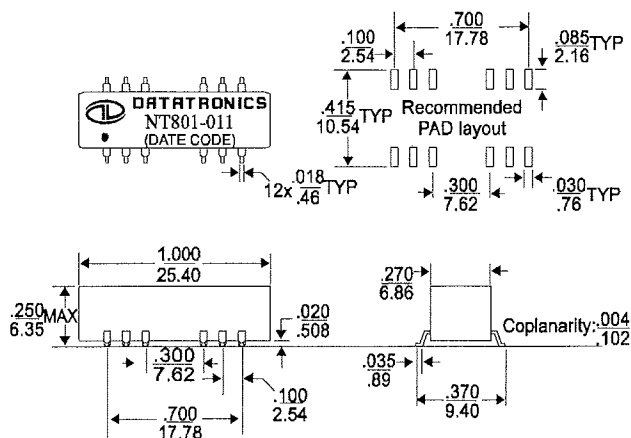 DATATRONICS
NT801-011
(DATE CODE)
12x .018 TYP
.46
.700
17.78
.100
2.54
.085 TYP
2.16
.415 TYP
10.54
Recommended
PAD layout
.300
7.62
.030 TYP
.76
1.000
25.40
.250 MAX
6.35
.020
.508
.300
7.62
.100
2.54
.700
17.78
.270
6.86
Coplanarity: .004
.102
.035
.89
.370
9.40